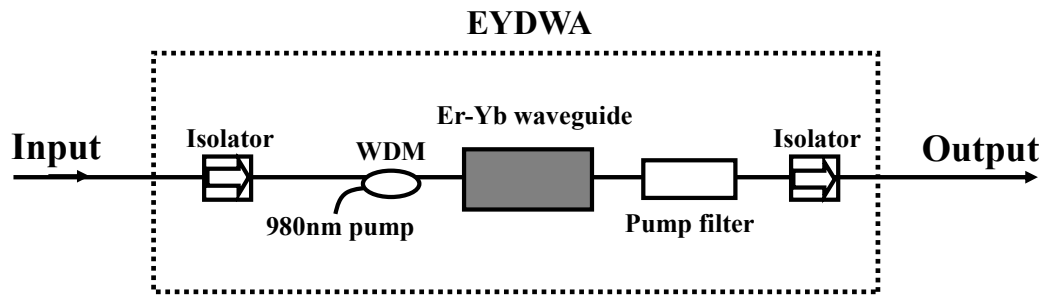 EYDWA
Er-Yb waveguide
Isolator
Isolator
Input
WDM
Output
980nm pump
Pump filter